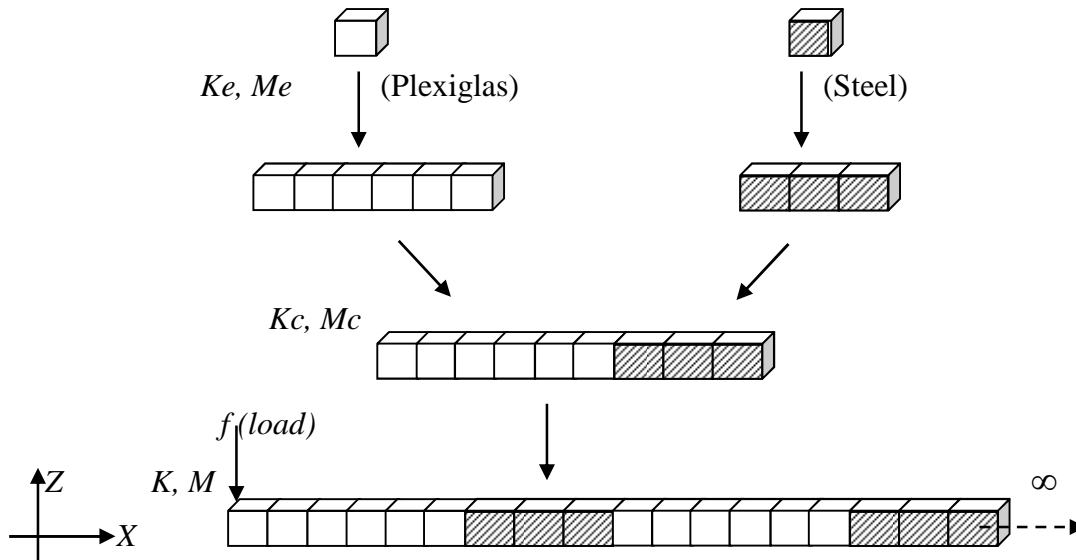 Ke, Me
(Plexiglas)
(Steel)
Kc, Mc
f (load)
K, M
∞
Z
X